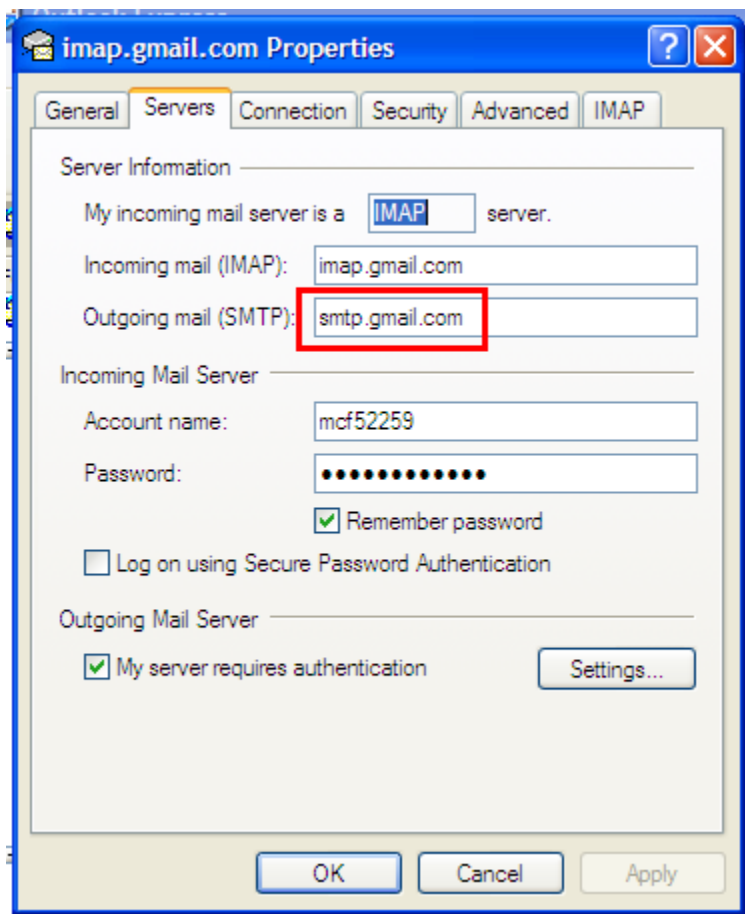 Outlook Express
imap.gmail.com Properties
?
General Servers Connection Security Advanced IMAP
Server Information
My incoming mail server is a IMAP server.
Incoming mail (IMAP): imap.gmail.com
Outgoing mail (SMTP): smtp.gmail.com
Incoming Mail Server
Account name: mcf52259
Password: ••••••••••••
Remember password
Log on using Secure Password Authentication
Outgoing Mail Server
My server requires authentication Settings...
OK Cancel Apply